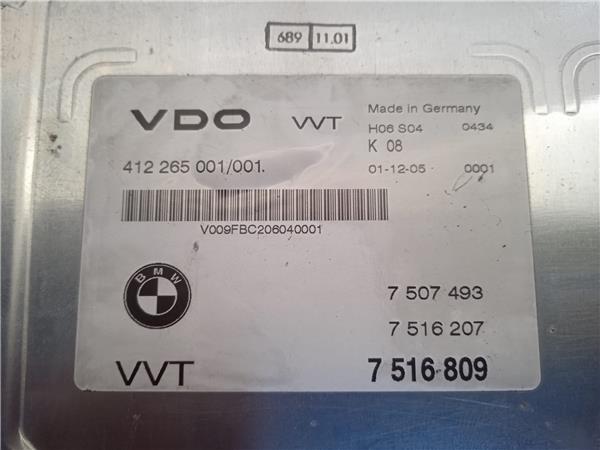 689 11.01
VDO VVT Made in Germany
H06 S04 0434
K 08
412 265 001/001.
01-12-05 0001
V009FBC206040001
BMW
7 507 493
7 516 207
VVT 7 516 809